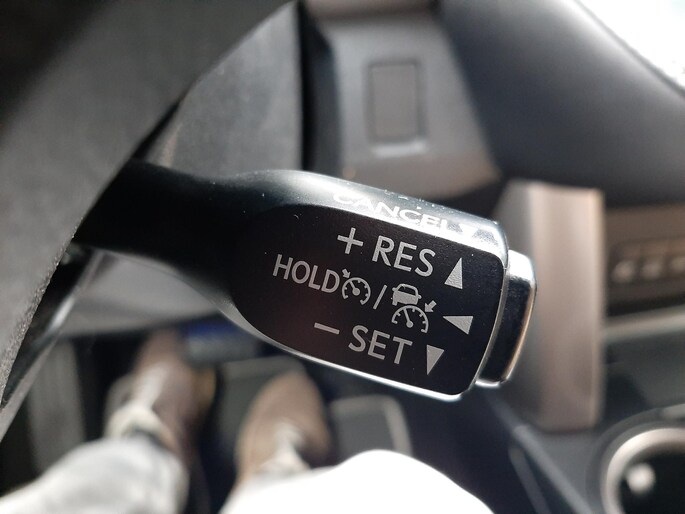 CANCEL
+ RES
HOLD /
− SET